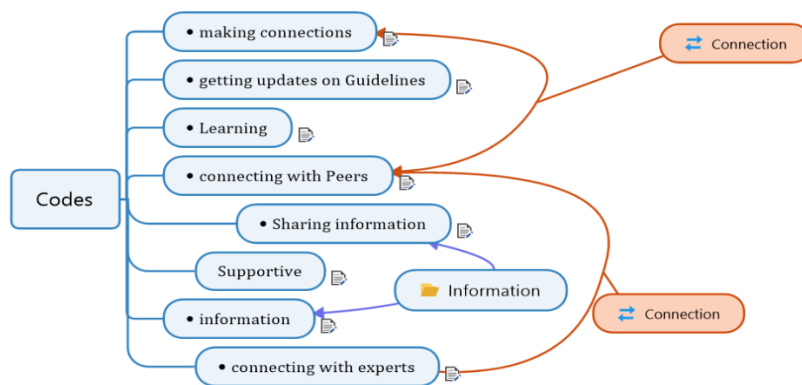 • making connections
Connection
• getting updates on Guidelines
• Learning
• connecting with Peers
Codes
• Sharing information
Supportive
Information
• information
Connection
• connecting with experts